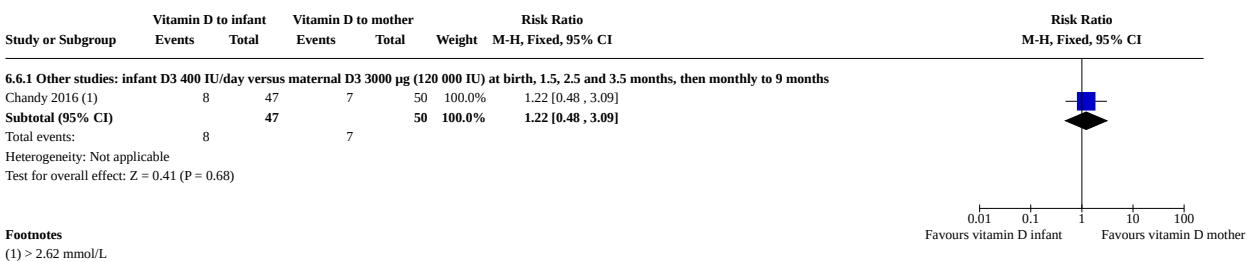 Vitamin D to infant Vitamin D to mother Risk Ratio Risk Ratio
Study or Subgroup Events Total Events Total Weight M-H, Fixed, 95% CI M-H, Fixed, 95% CI
6.6.1 Other studies: infant D3 400 IU/day versus maternal D3 3000 µg (120 000 IU) at birth, 1.5, 2.5 and 3.5 months, then monthly to 9 months
Chandy 2016 (1) 8 47 7 50 100.0% 1.22 [0.48 , 3.09]
Subtotal (95% CI) 47 50 100.0% 1.22 [0.48 , 3.09]
Total events: 8 7
Heterogeneity: Not applicable
Test for overall effect: Z = 0.41 (P = 0.68)
0.01 0.1 1 10 100
Favours vitamin D infant Favours vitamin D mother
Footnotes
(1) > 2.62 mmol/L